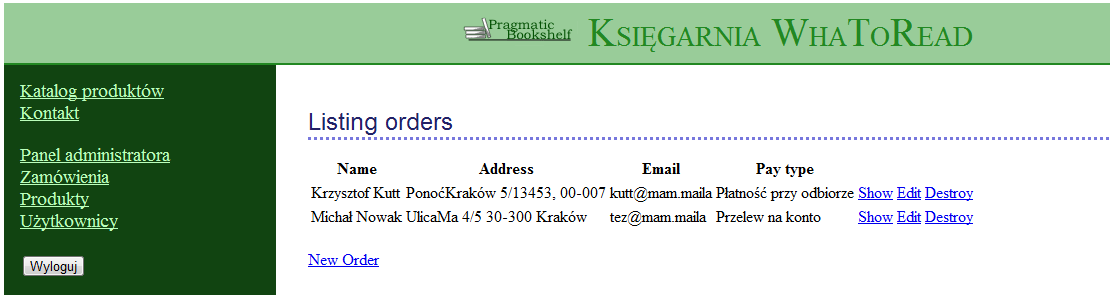 Pragmatic
Bookshelf
Księgarnia WhaToRead
Katalog produktów
Kontakt
Panel administratora
Zamówienia
Produkty
Użytkownicy
Wyloguj
Listing orders
Name Address Email Pay type
Krzysztof Kutt PonoćKraków 5/13453, 00-007 kutt@mam.maila Płatność przy odbiorze Show Edit Destroy
Michał Nowak UlicaMa 4/5 30-300 Kraków tez@mam.maila Przelew na konto Show Edit Destroy
New Order